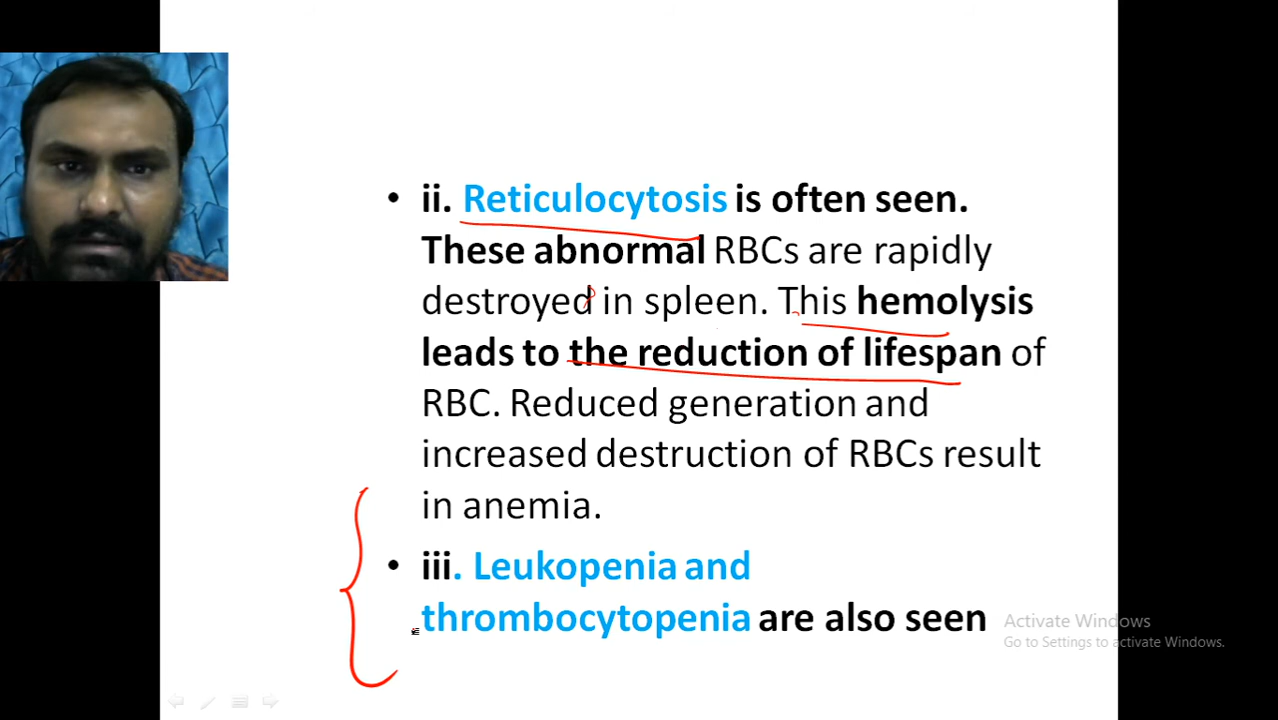 • ii. Reticulocytosis is often seen.
These abnormal RBCs are rapidly
destroyed in spleen. This hemolysis
leads to the reduction of lifespan of
RBC. Reduced generation and
increased destruction of RBCs result
in anemia.
• iii. Leukopenia and
thrombocytopenia are also seen
Activate Windows
Go to Settings to activate Windows.